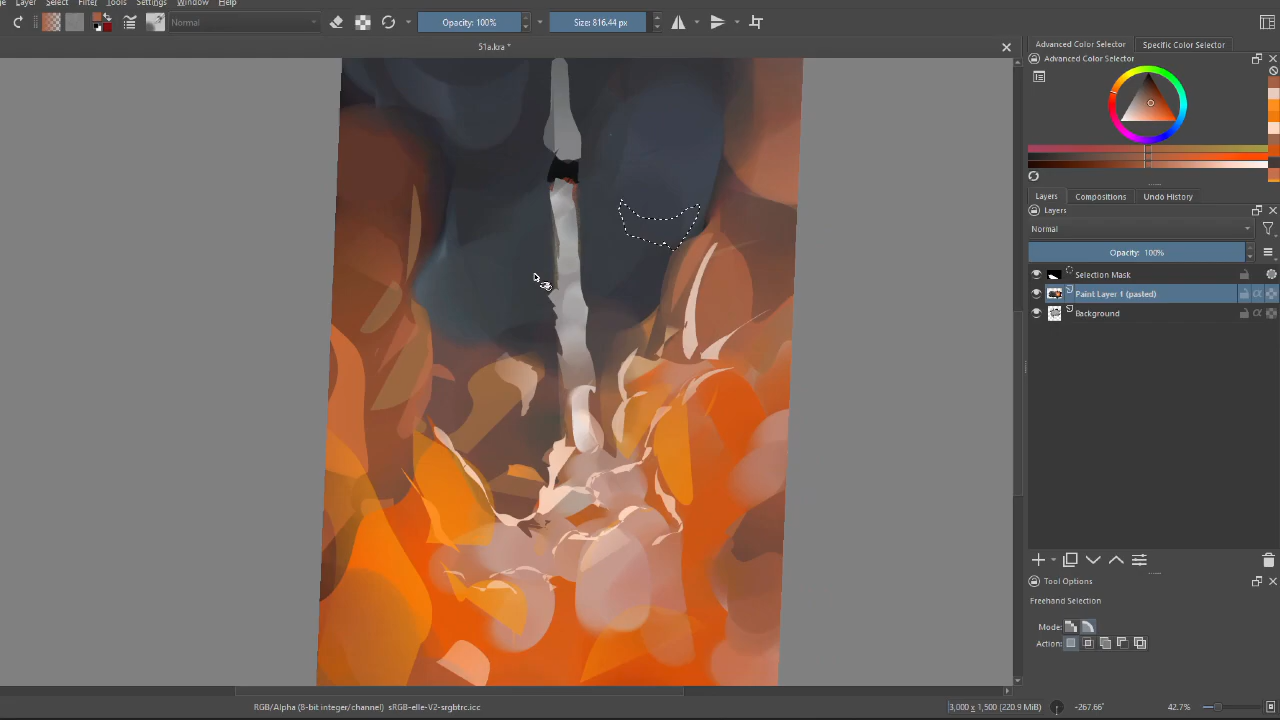 Layer Select Filter Tools Settings Window Help
Normal Opacity: 100% Size: 816.44 px
51a.kra *
Advanced Color Selector Specific Color Selector
Advanced Color Selector
Layers Compositions Undo History
Layers
Normal
Opacity: 100%
Selection Mask
Paint Layer 1 (pasted)
Background
Tool Options
Freehand Selection
Mode:
Action:
RGB/Alpha (8-bit integer/channel) sRGB-elle-V2-srgbtrc.icc 3,000 x 1,500 (220.9 MiB) -267.66° 42.7%